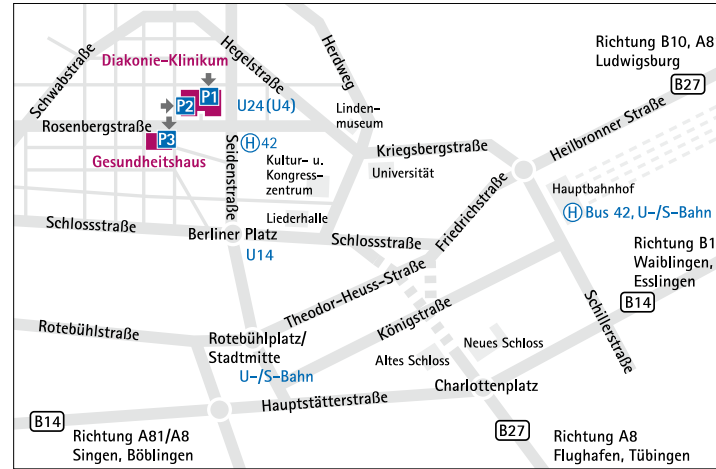 Schwabstraße
Diakonie-Klinikum
Hegelstraße
Herdweg
Richtung B10, A8
Ludwigsburg
B27
P1
P2
U24 (U4)
Linden-
museum
Rosenbergstraße
P3
Gesundheitshaus
Seidenstraße
H 42
Kultur- u.
Kongress-
zentrum
Kriegsbergstraße
Universität
Heilbronner Straße
Friedrichstraße
Hauptbahnhof
H Bus 42, U-/S-Bahn
Liederhalle
Schlossstraße
Berliner Platz
Schlossstraße
U14
Richtung B1
Waiblingen,
Esslingen
B14
Theodor-Heuss-Straße
Königstraße
Schillerstraße
Rotebühlstraße
Rotebühlplatz/
Stadtmitte
U-/S-Bahn
Altes Schloss
Neues Schloss
Charlottenplatz
Hauptstätterstraße
B14
Richtung A81/A8
Singen, Böblingen
B27
Richtung A8
Flughafen, Tübingen